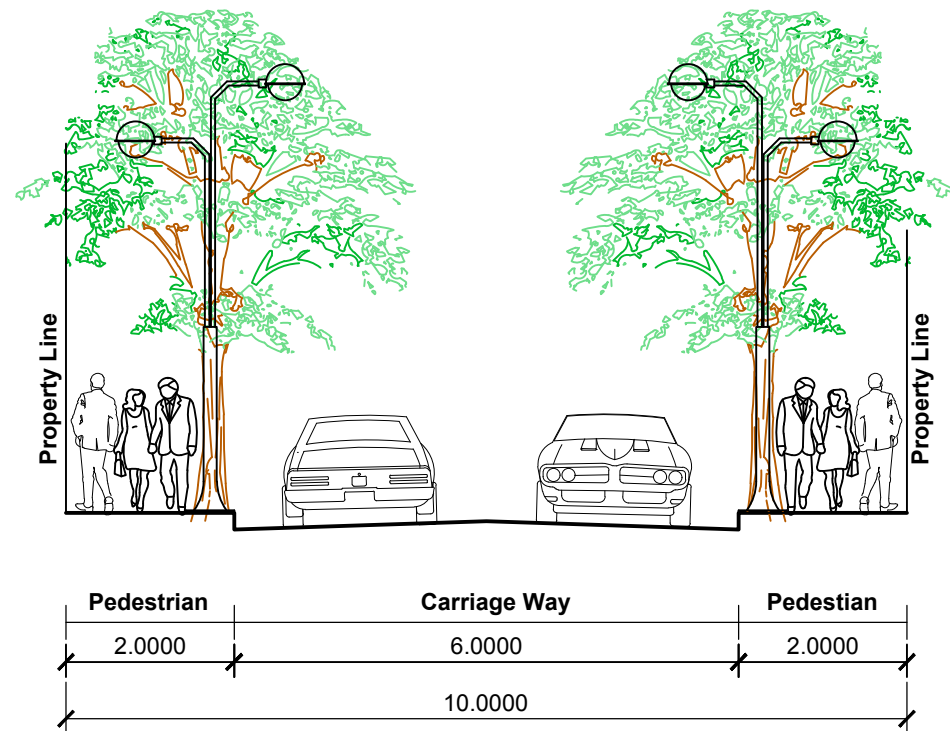 Property Line
Property Line
Pedestrian
Carriage Way
Pedestian
2.0000
6.0000
2.0000
10.0000